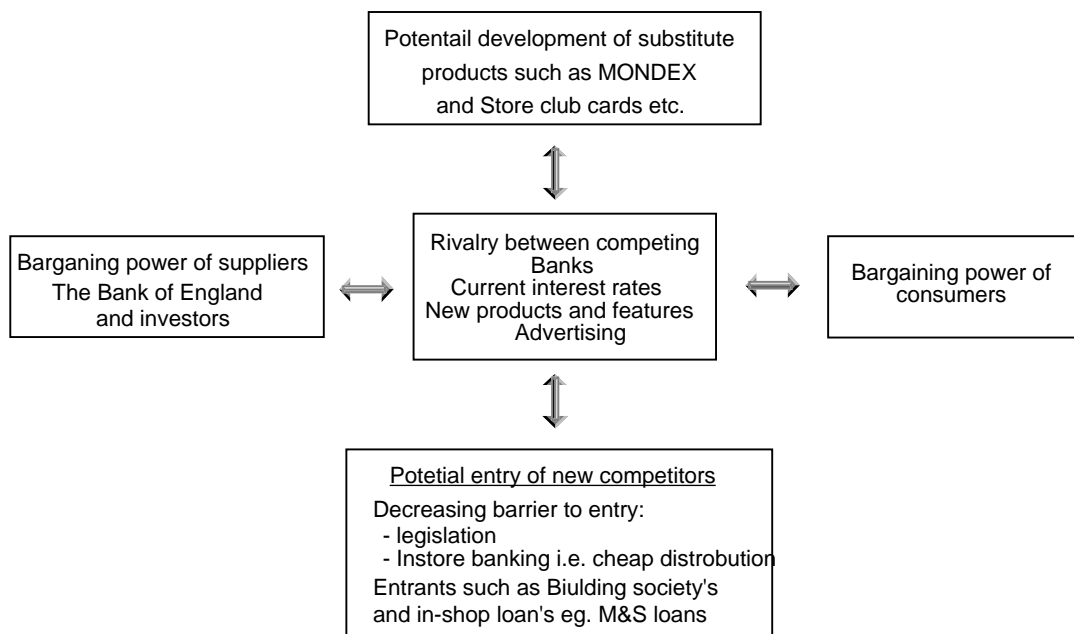 Potentail development of substitute
products such as MONDEX
and Store club cards etc.
Barganing power of suppliers
The Bank of England
and investors
Rivalry between competing
Banks
Current interest rates
New products and features
Advertising
Bargaining power of
consumers
Potetial entry of new competitors
Decreasing barrier to entry:
- legislation
- Instore banking i.e. cheap distrobution
Entrants such as Biulding society's
and in-shop loan's eg. M&S loans